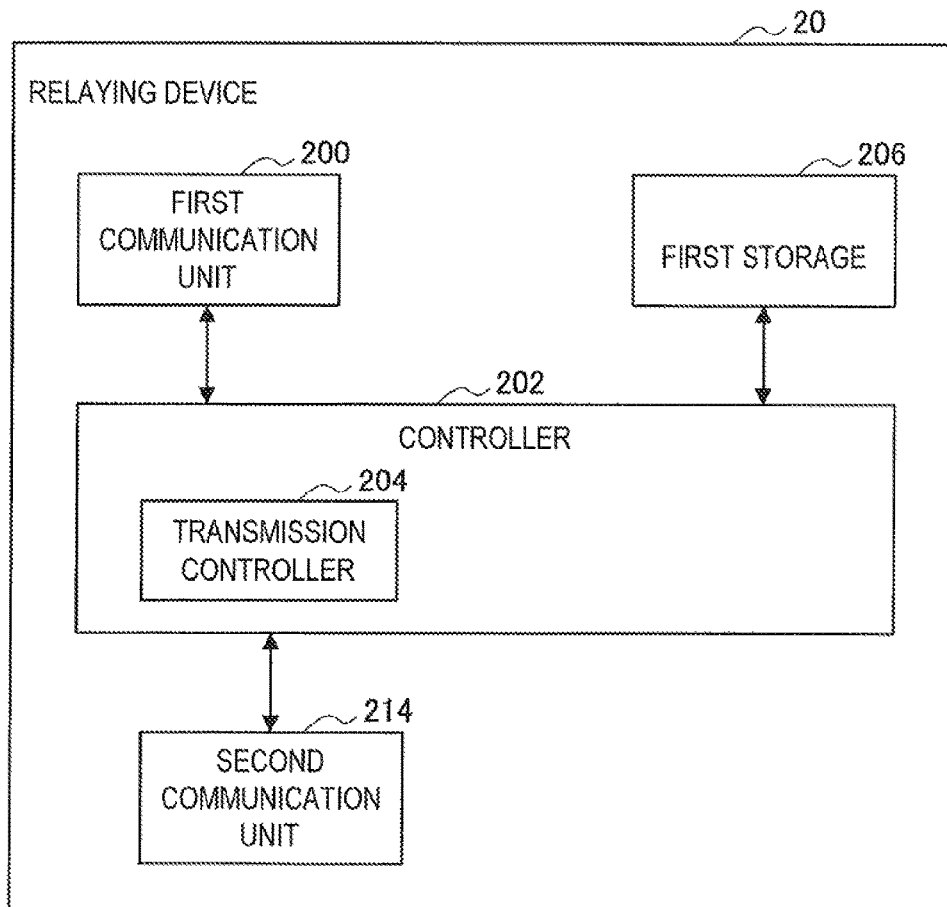 20
RELAYING DEVICE
200
206
FIRST
COMMUNICATION
UNIT
FIRST STORAGE
202
CONTROLLER
204
TRANSMISSION
CONTROLLER
214
SECOND
COMMUNICATION
UNIT